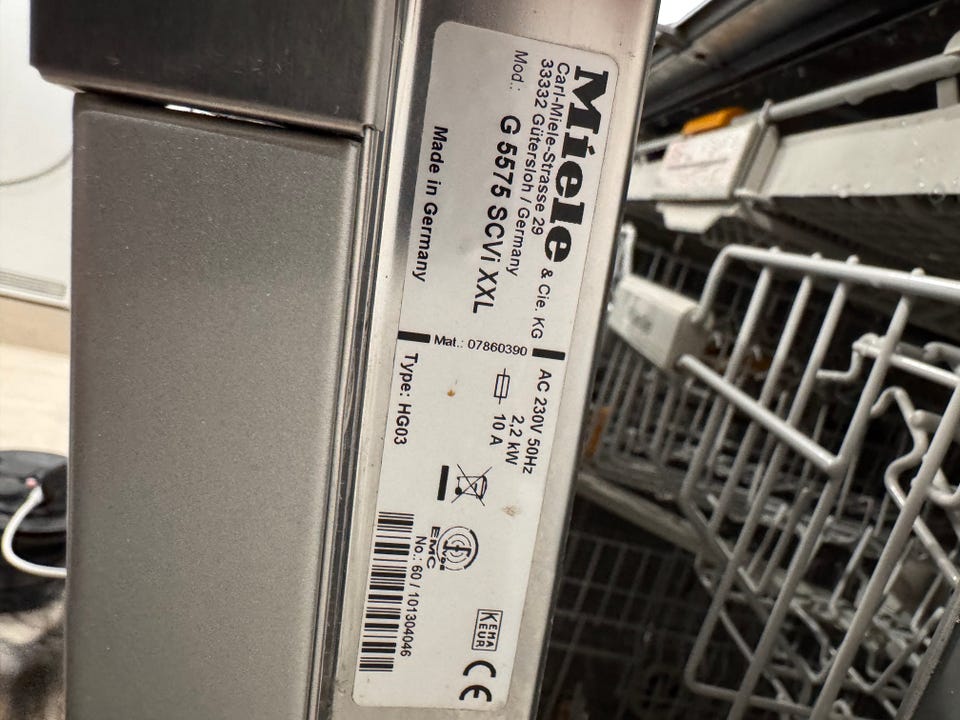 Miele & Cie. KG
Carl-Miele-Strasse 29
33332 Gütersloh / Germany
Mod.: G 5575 SCVi XXL
Made in Germany
Mat.: 07860390
AC 230V 50Hz
2,2 kW
10 A
Type: HG03
EMC
No.: 60 / 101304046
KEMA
KEUR
CE